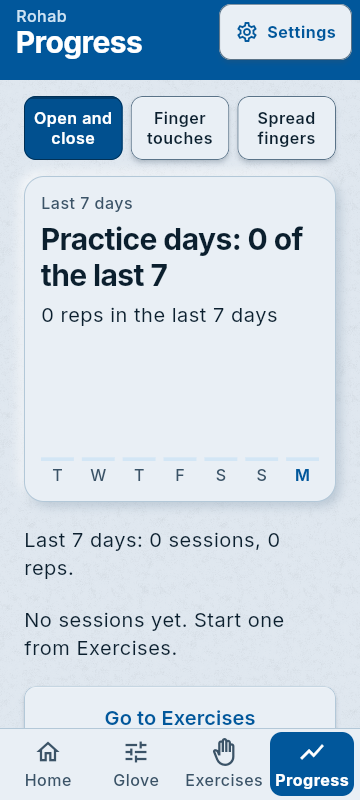 Rohab
Progress
Settings
Open and
close
Finger
touches
Spread
fingers
Last 7 days
Practice days: 0 of
the last 7
0 reps in the last 7 days
T W T F S S M
Last 7 days: 0 sessions, 0
reps.
No sessions yet. Start one
from Exercises.
Go to Exercises
Home Glove Exercises Progress